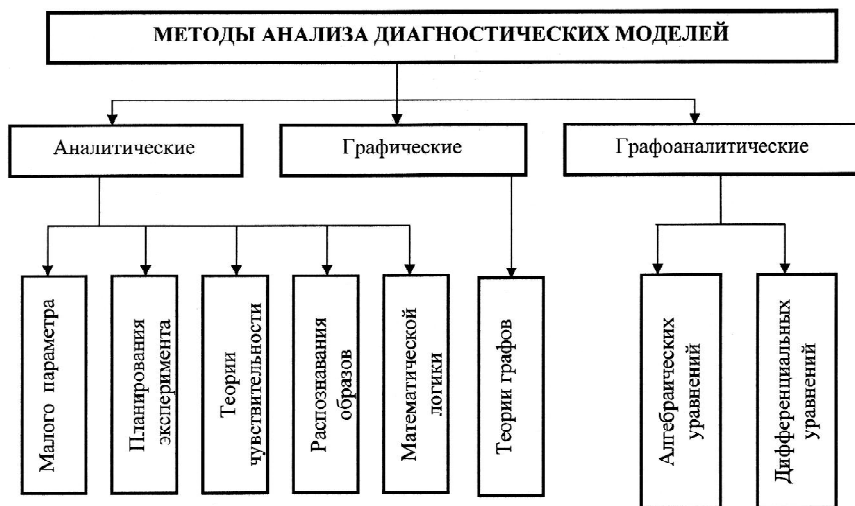 МЕТОДЫ АНАЛИЗА ДИАГНОСТИЧЕСКИХ МОДЕЛЕЙ
Аналитические
Графические
Графоаналитические
Малого параметра
Планирования
эксперимента
Теории
чувствительности
Распознавания
образов
Математической
логики
Теории графов
Алгебраических
уравнений
Дифференциальных
уравнений